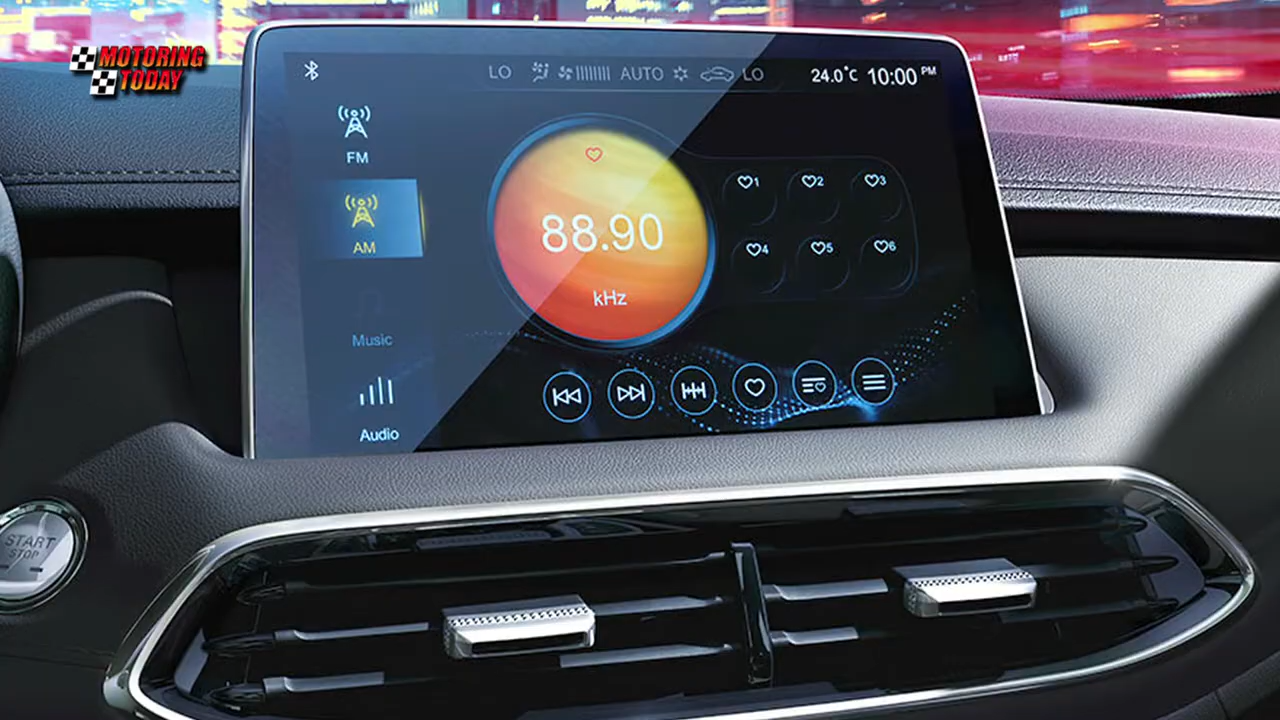 MOTORING
TODAY
LO AUTO LO 24.0°C 10:00 PM
FM
AM
Music
Audio
88.90
kHz
1 2 3
4 5 6
START
STOP